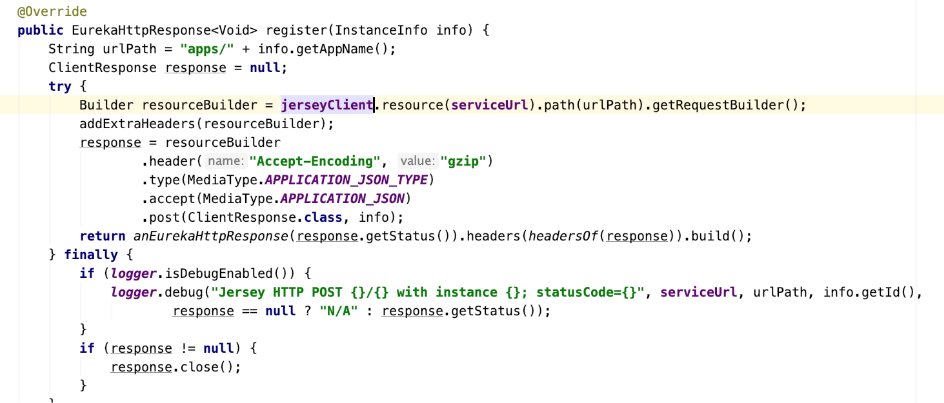 @Override
public EurekaHttpResponse<Void> register(InstanceInfo info) {
String urlPath = "apps/" + info.getAppName();
ClientResponse response = null;
try {
Builder resourceBuilder = jerseyClient.resource(serviceUrl).path(urlPath).getRequestBuilder();
addExtraHeaders(resourceBuilder);
response = resourceBuilder
.header( name: "Accept-Encoding", value: "gzip")
.type(MediaType.APPLICATION_JSON_TYPE)
.accept(MediaType.APPLICATION_JSON)
.post(ClientResponse.class, info);
return anEurekaHttpResponse(response.getStatus()).headers(headersOf(response)).build();
} finally {
if (logger.isDebugEnabled()) {
logger.debug("Jersey HTTP POST {}/{} with instance {}; statusCode={}", serviceUrl, urlPath, info.getId(),
response == null ? "N/A" : response.getStatus());
}
if (response != null) {
response.close();
}
}